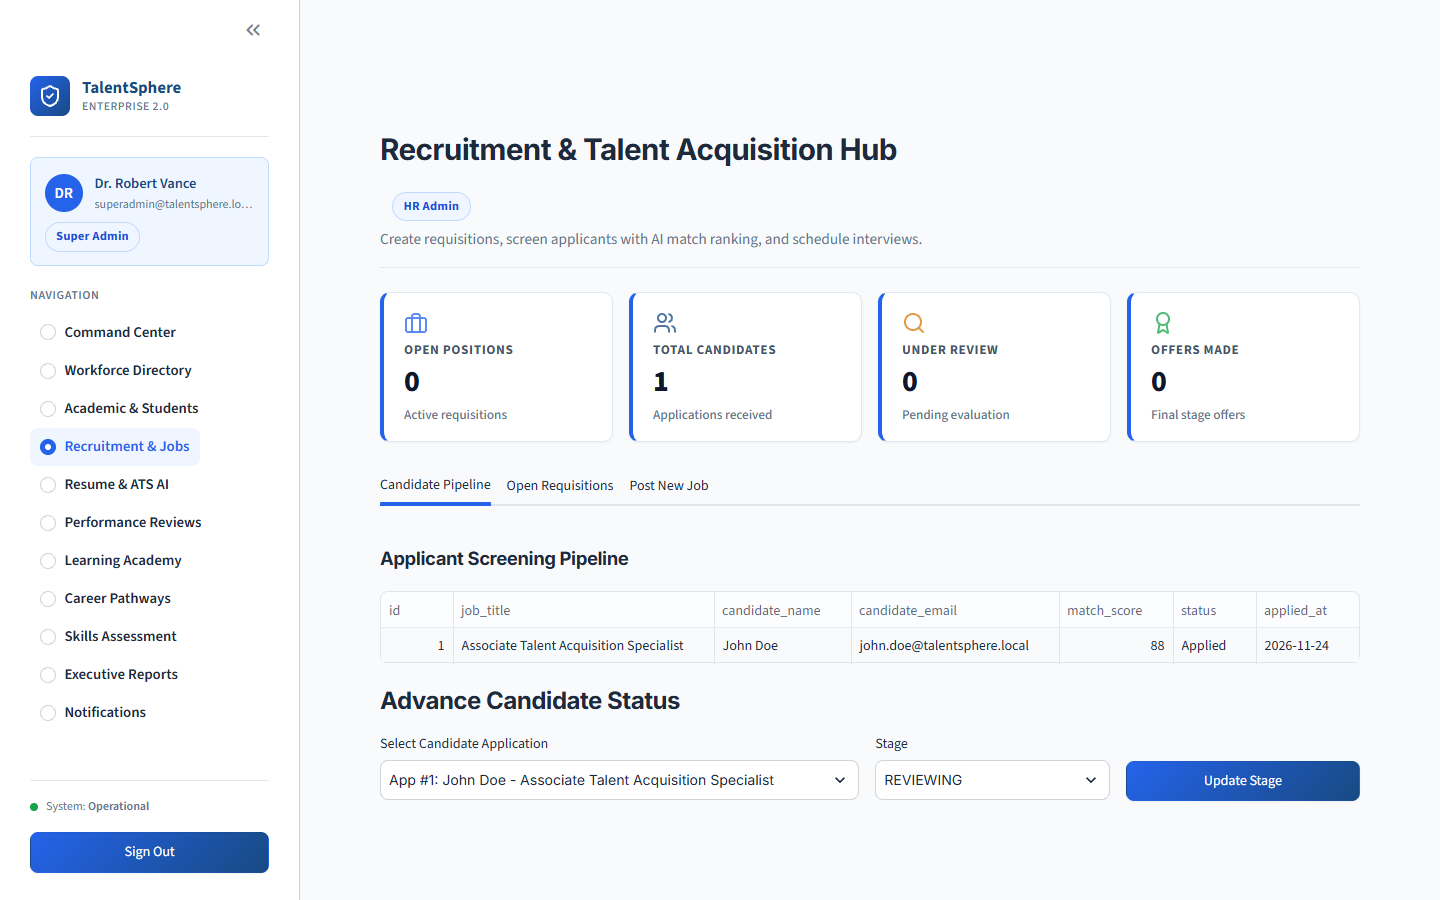 TalentSphere
ENTERPRISE 2.0
DR
Dr. Robert Vance
superadmin@talentsphere.lo...
Super Admin
NAVIGATION
Command Center
Workforce Directory
Academic & Students
Recruitment & Jobs
Resume & ATS AI
Performance Reviews
Learning Academy
Career Pathways
Skills Assessment
Executive Reports
Notifications
System: Operational
Sign Out
Recruitment & Talent Acquisition Hub
HR Admin
Create requisitions, screen applicants with AI match ranking, and schedule interviews.
OPEN POSITIONS
0
Active requisitions
TOTAL CANDIDATES
1
Applications received
UNDER REVIEW
0
Pending evaluation
OFFERS MADE
0
Final stage offers
Candidate Pipeline Open Requisitions Post New Job
Applicant Screening Pipeline
id job_title candidate_name candidate_email match_score status applied_at
1 Associate Talent Acquisition Specialist John Doe john.doe@talentsphere.local 88 Applied 2026-11-24
Advance Candidate Status
Select Candidate Application
App #1: John Doe - Associate Talent Acquisition Specialist
Stage
REVIEWING
Update Stage